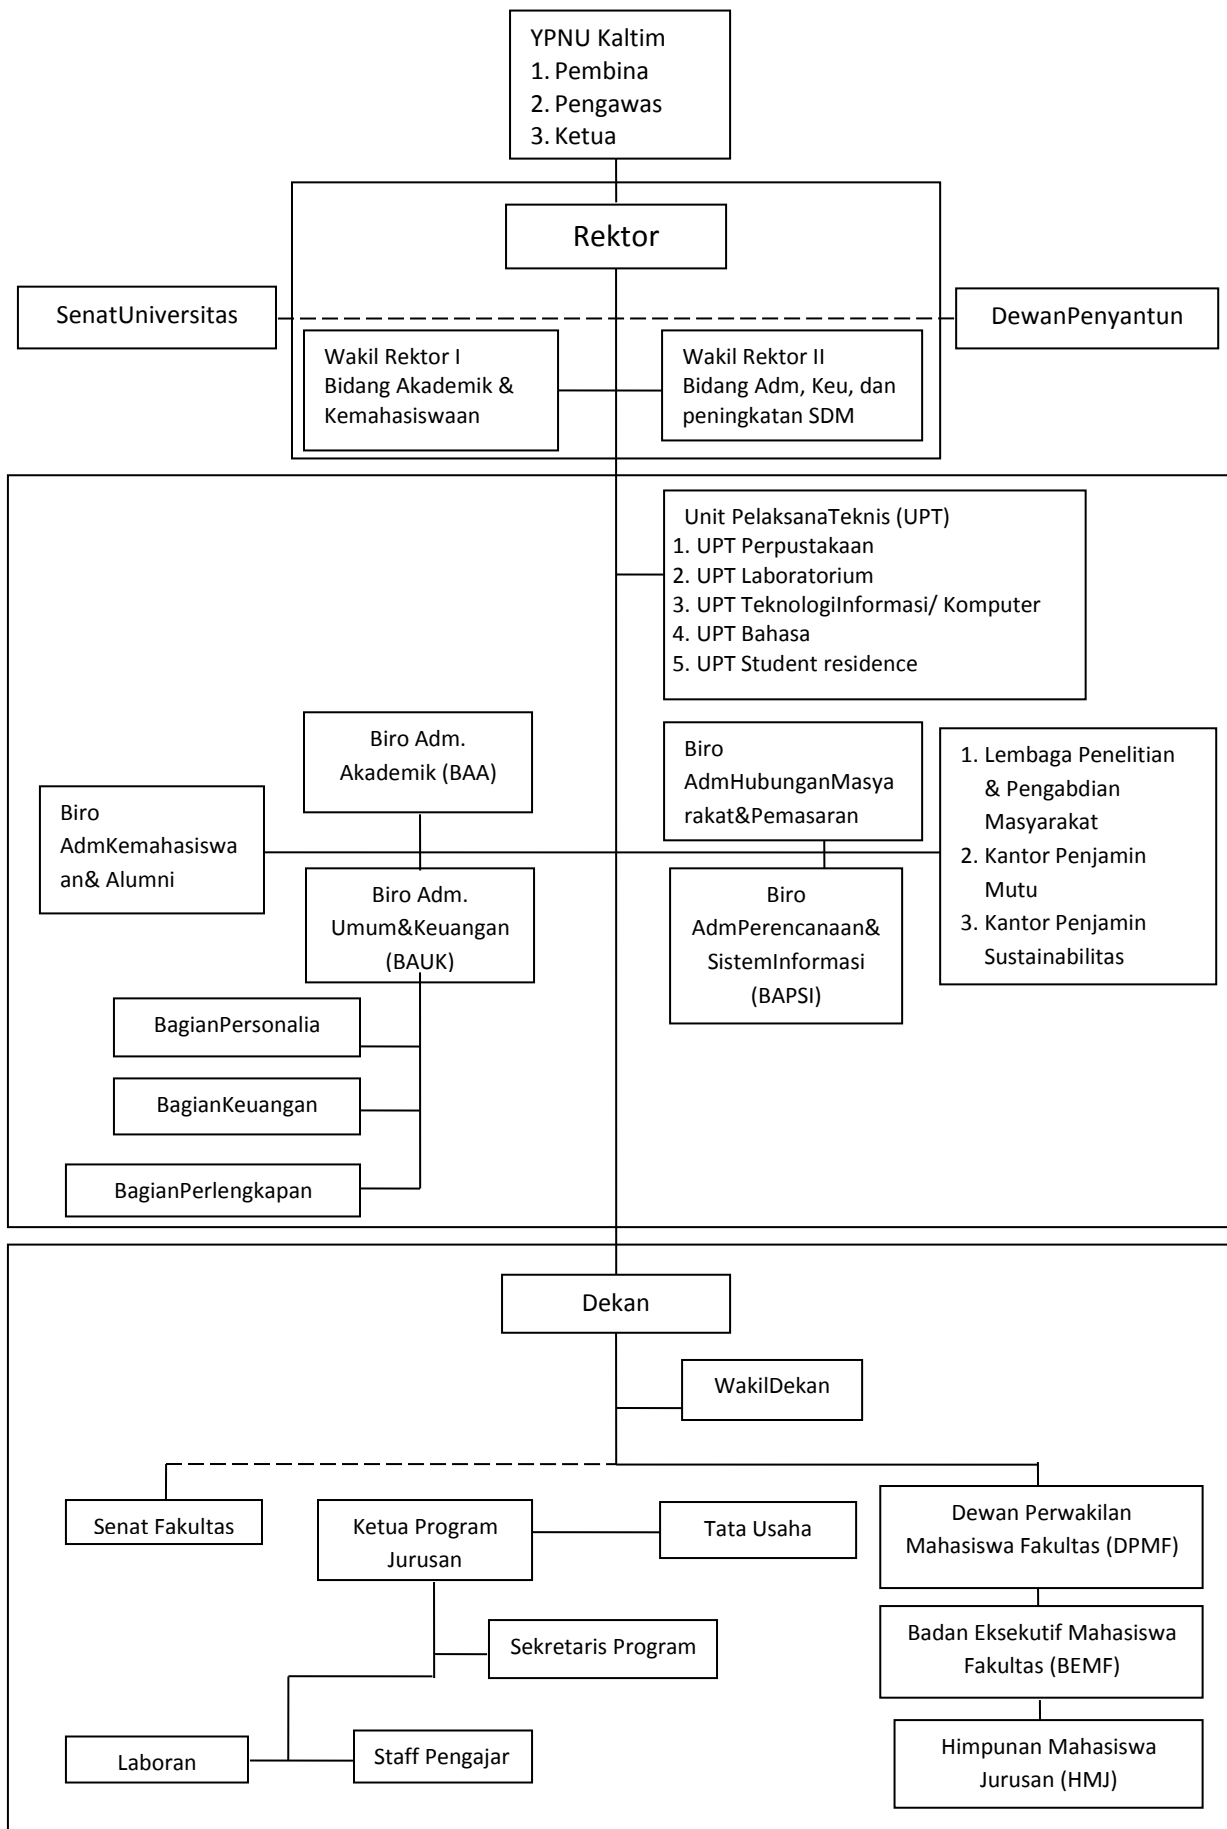 YPNU Kaltim
1. Pembina
2. Pengawas
3. Ketua
Rektor
SenatUniversitas
DewanPenyantun
Wakil Rektor I
Bidang Akademik &
Kemahasiswaan
Wakil Rektor II
Bidang Adm, Keu, dan
peningkatan SDM
Unit PelaksanaTeknis (UPT)
1. UPT Perpustakaan
2. UPT Laboratorium
3. UPT TeknologiInformasi/ Komputer
4. UPT Bahasa
5. UPT Student residence
Biro Adm.
Akademik (BAA)
Biro
AdmHubunganMasya
rakat&Pemasaran
1. Lembaga Penelitian
& Pengabdian
Masyarakat
2. Kantor Penjamin
Mutu
3. Kantor Penjamin
Sustainabilitas
Biro
AdmKemahasiswa
an& Alumni
Biro Adm.
Umum&Keuangan
(BAUK)
Biro
AdmPerencanaan&
SistemInformasi
(BAPSI)
BagianPersonalia
BagianKeuangan
BagianPerlengkapan
Dekan
WakilDekan
Senat Fakultas
Ketua Program
Jurusan
Tata Usaha
Dewan Perwakilan
Mahasiswa Fakultas (DPMF)
Sekretaris Program
Badan Eksekutif Mahasiswa
Fakultas (BEMF)
Laboran
Staff Pengajar
Himpunan Mahasiswa
Jurusan (HMJ)